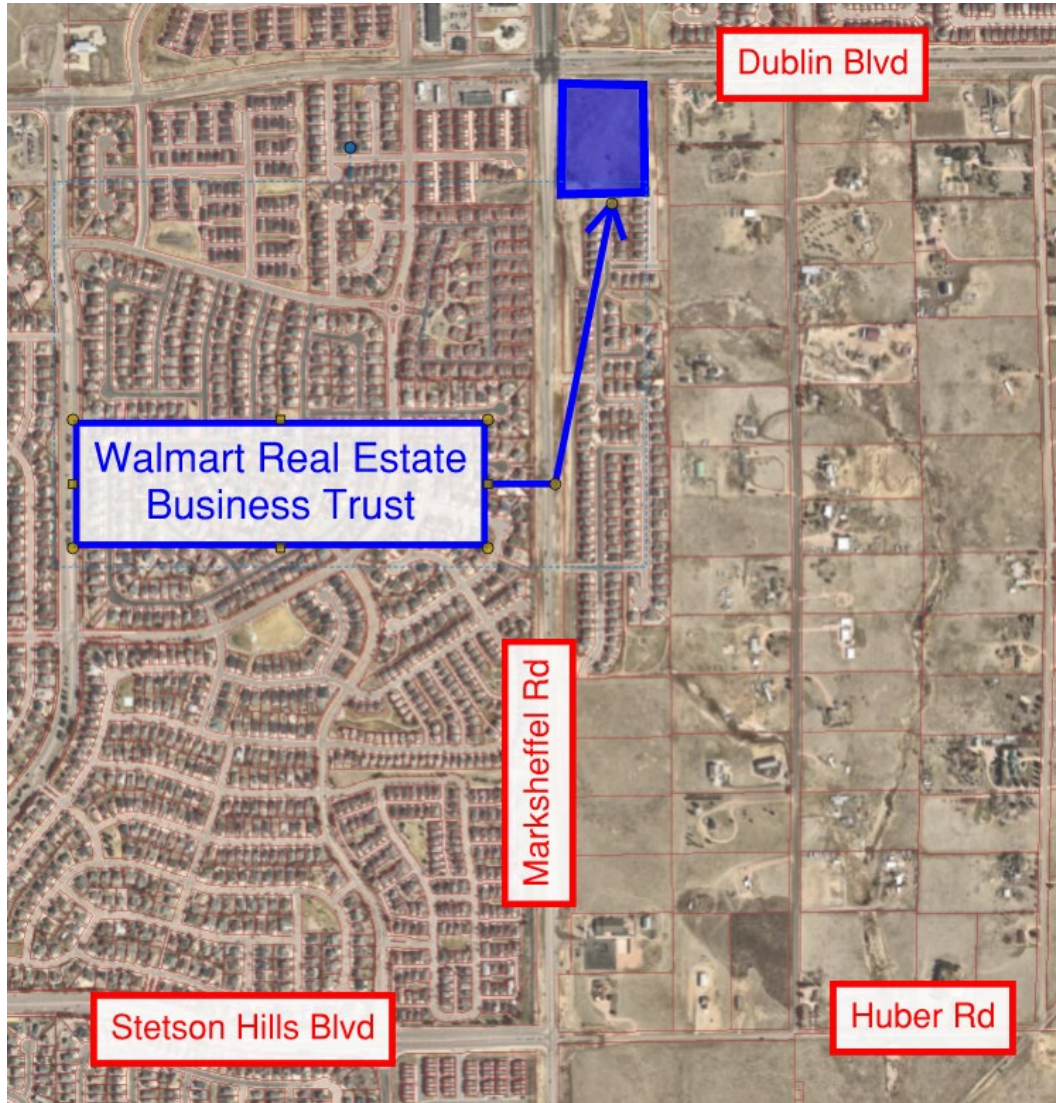 Dublin Blvd
Walmart Real Estate
Business Trust
Marksheffel Rd
Stetson Hills Blvd
Huber Rd